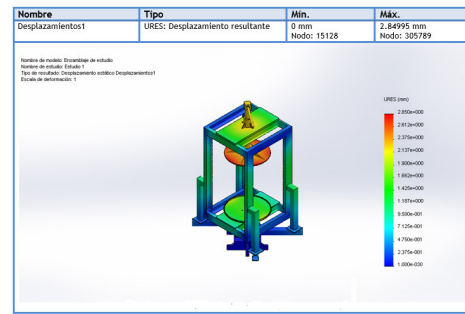 Nombre Tipo Mín. Máx.
Desplazamientos1 URES: Desplazamiento resultante 0 mm 2.84995 mm
Nodo: 15128 Nodo: 305789
Nombre de modelo: Ensamblaje de estudio
Nombre de estudio: Estudio 1
Tipo de resultado: Desplazamiento estático Desplazamientos1
Escala de deformación: 1
URES (mm)
2.850e+000
2.612e+000
2.375e+000
2.137e+000
1.900e+000
1.662e+000
1.425e+000
1.187e+000
9.500e-001
7.125e-001
4.750e-001
2.375e-001
1.000e-030